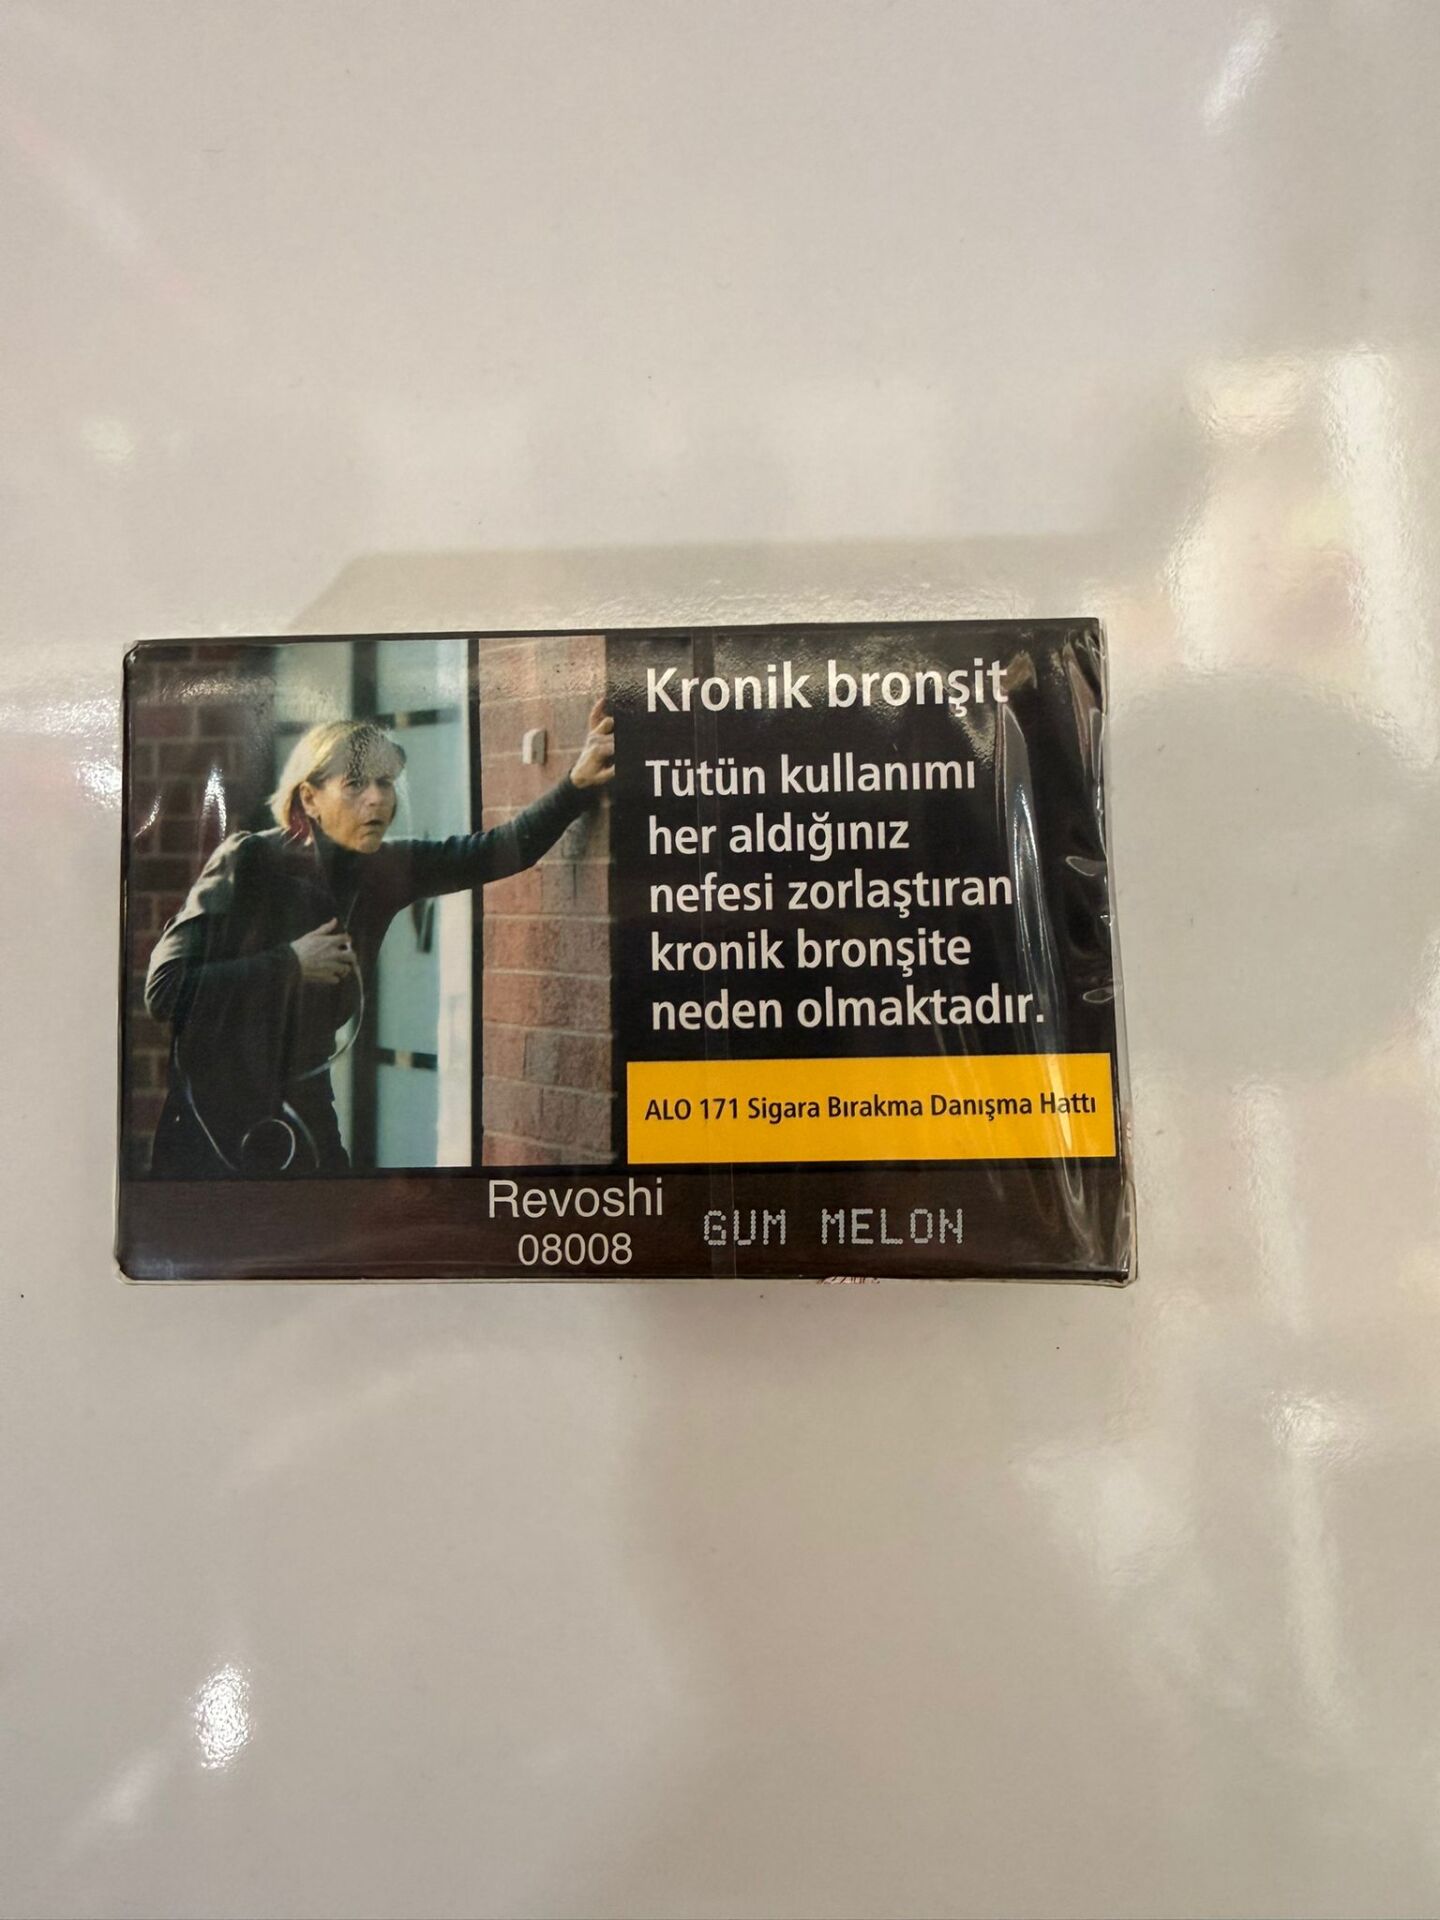 Kronik bronşit
Tütün kullanımı
her aldığınız
nefesi zorlaştıran
kronik bronşite
neden olmaktadır.
ALO 171 Sigara Bırakma Danışma Hattı
Revoshi
08008
GUM MELON